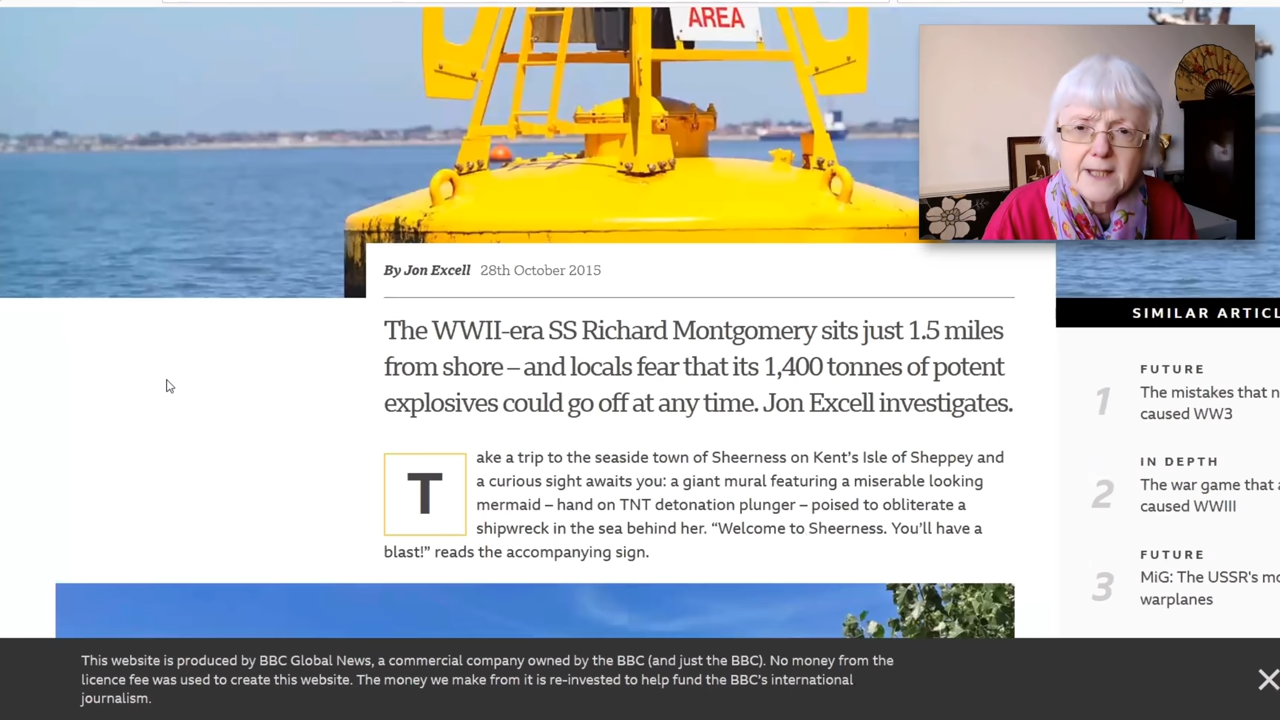 AREA
By Jon Excell 28th October 2015
The WWII-era SS Richard Montgomery sits just 1.5 miles
from shore – and locals fear that its 1,400 tonnes of potent
explosives could go off at any time. Jon Excell investigates.
Take a trip to the seaside town of Sheerness on Kent's Isle of Sheppey and
a curious sight awaits you: a giant mural featuring a miserable looking
mermaid – hand on TNT detonation plunger – poised to obliterate a
shipwreck in the sea behind her. “Welcome to Sheerness. You'll have a
blast!” reads the accompanying sign.
SIMILAR ARTICL
FUTURE
1 The mistakes that n
caused WW3
IN DEPTH
2 The war game that a
caused WWIII
FUTURE
3 MiG: The USSR's mo
warplanes
This website is produced by BBC Global News, a commercial company owned by the BBC (and just the BBC). No money from the
licence fee was used to create this website. The money we make from it is re-invested to help fund the BBC's international
journalism.